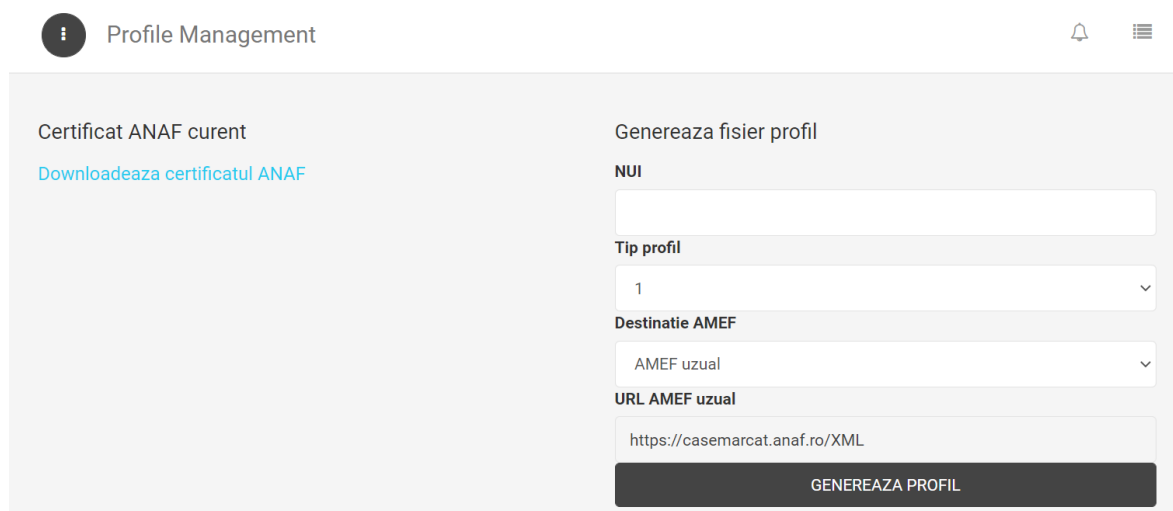 Profile Management
Certificat ANAF curent
Downloadeaza certificatul ANAF
Genereaza fisier profil
NUI
Tip profil
1
Destinatie AMEF
AMEF uzual
URL AMEF uzual
https://casemarcat.anaf.ro/XML
GENEREAZA PROFIL